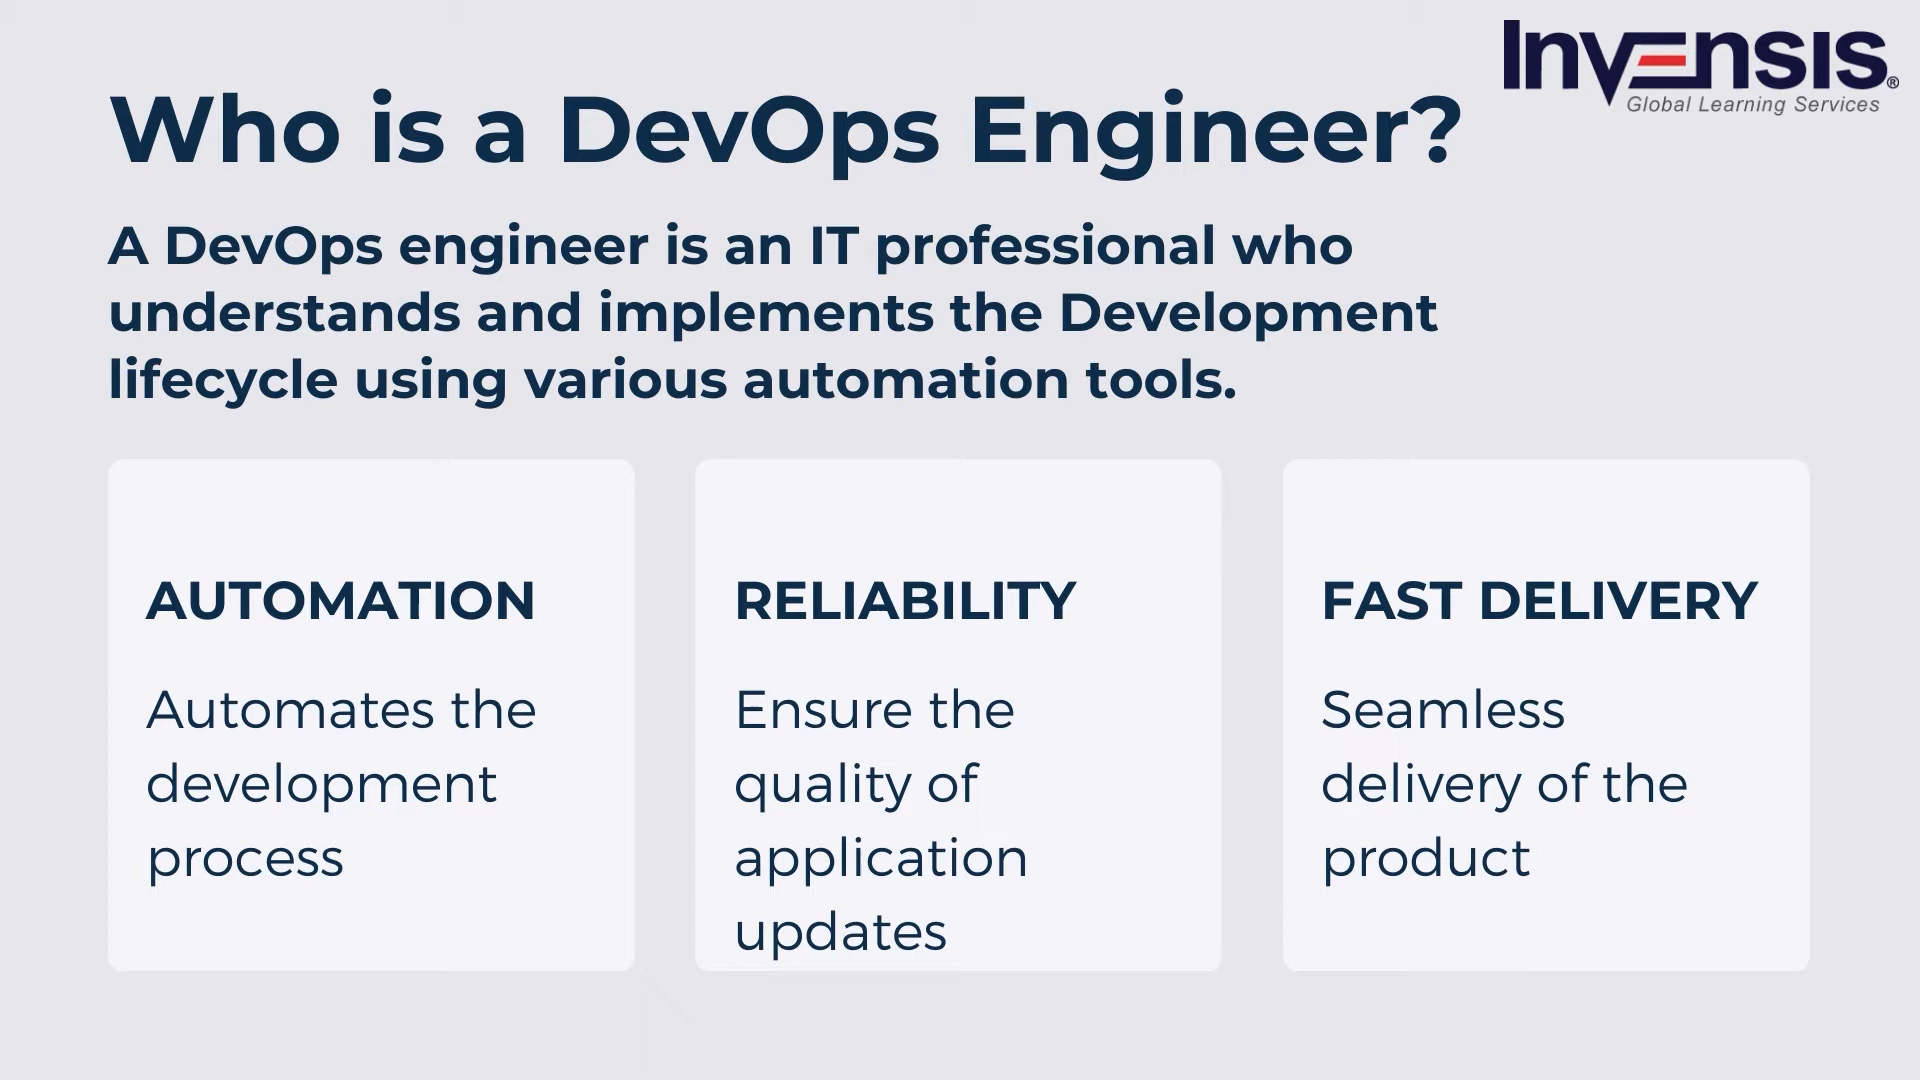 Invensis®
Global Learning Services
Who is a DevOps Engineer?
A DevOps engineer is an IT professional who
understands and implements the Development
lifecycle using various automation tools.
AUTOMATION
Automates the
development
process
RELIABILITY
Ensure the
quality of
application
updates
FAST DELIVERY
Seamless
delivery of the
product